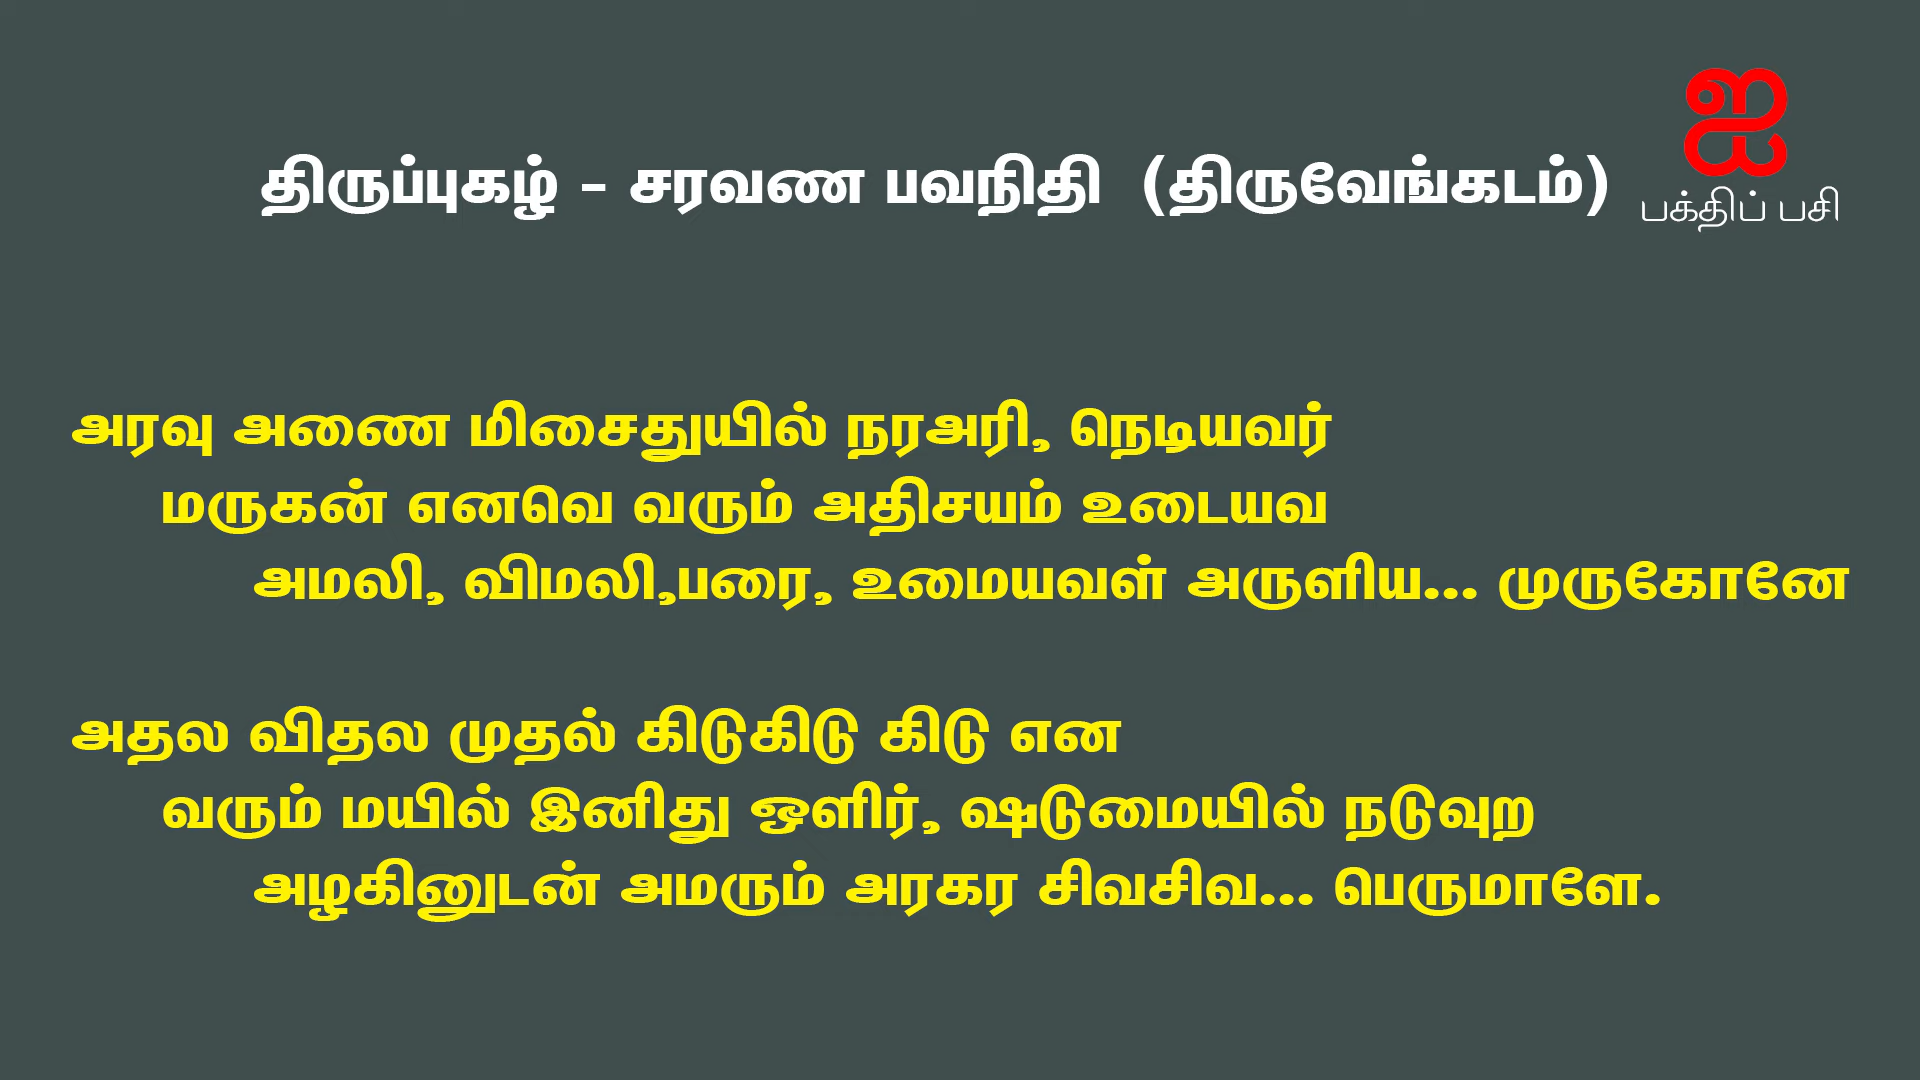 திருப்புகழ் - சரவண பவநிதி (திருவேங்கடம்)
ஐ
பக்திப் பசி
அரவு அணை மிசைதுயில் நரஅரி, நெடியவர்
மருகன் எனவெ வரும் அதிசயம் உடையவ
அமலி, விமலி,பரை, உமையவள் அருளிய... முருகோனே
அதல விதல முதல் கிடுகிடு கிடு என
வரும் மயில் இனிது ஒளிர், ஷடுமையில் நடுவுற
அழகினுடன் அமரும் அரகர சிவசிவ... பெருமாளே.